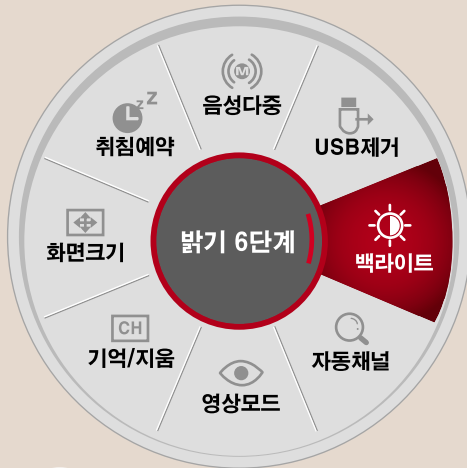 음성다중
USB제거
백라이트
자동채널
영상모드
CH
기억/지움
화면크기
zZ
취침예약
밝기 6단계